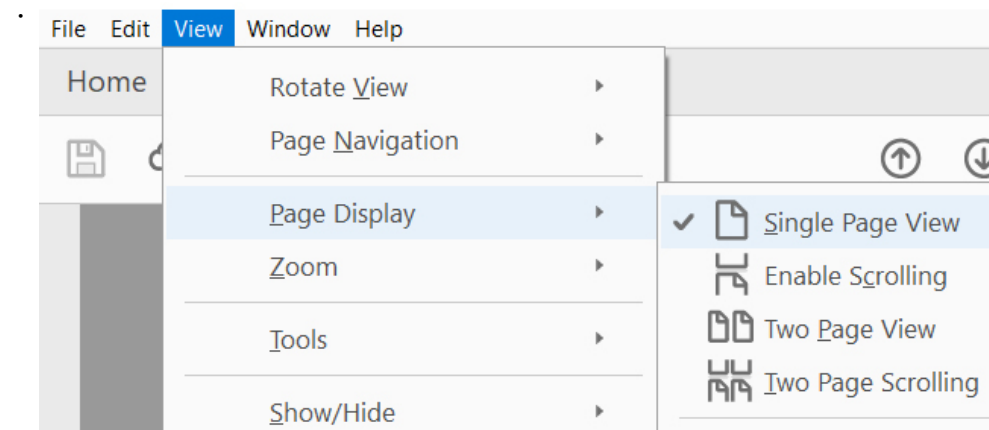 File Edit View Window Help
Home
Rotate View
Page Navigation
Page Display
Single Page View
Zoom
Enable Scrolling
Two Page View
Tools
Two Page Scrolling
Show/Hide